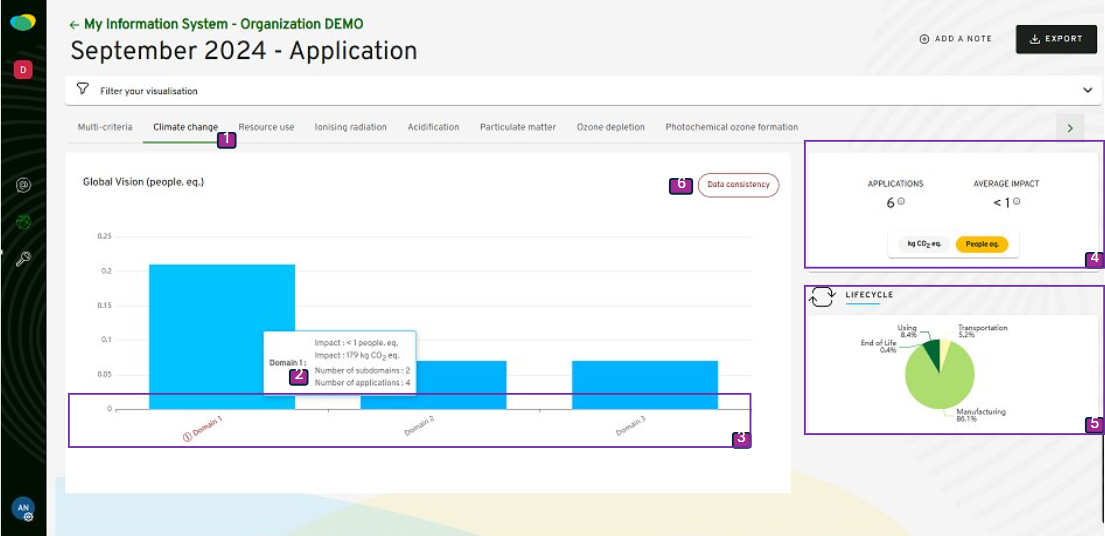 ← My Information System - Organization DEMO
September 2024 - Application
ADD A NOTE
EXPORT
D
Filter your visualisation
Multi-criteria
Climate change
Resource use
Ionising radiation
Acidification
Particulate matter
Ozone depletion
Photochemical ozone formation
1
Global Vision (people. eq.)
6
Data consistency
0.25
0.2
0.15
0.1
0.05
0
Domain 1 :
Impact : < 1 people. eq.
Impact : 179 kg CO2 eq.
Number of subdomains : 2
Number of applications : 4
2
Domain 1
Domain 2
Domain 3
3
APPLICATIONS
6
AVERAGE IMPACT
< 1
kg CO2 eq.
People eq.
4
LIFECYCLE
Using
8.4%
Transportation
5.2%
End of Life
0.4%
Manufacturing
86.1%
5
AN